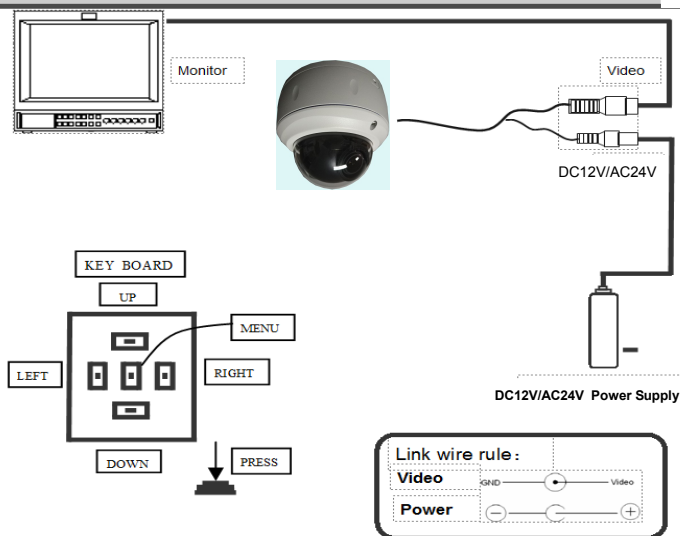 Monitor
Video
DC12V/AC24V
KEY BOARD
UP
MENU
LEFT
RIGHT
DC12V/AC24V Power Supply
DOWN
PRESS
Link wire rule:
Video GND Video
Power - +